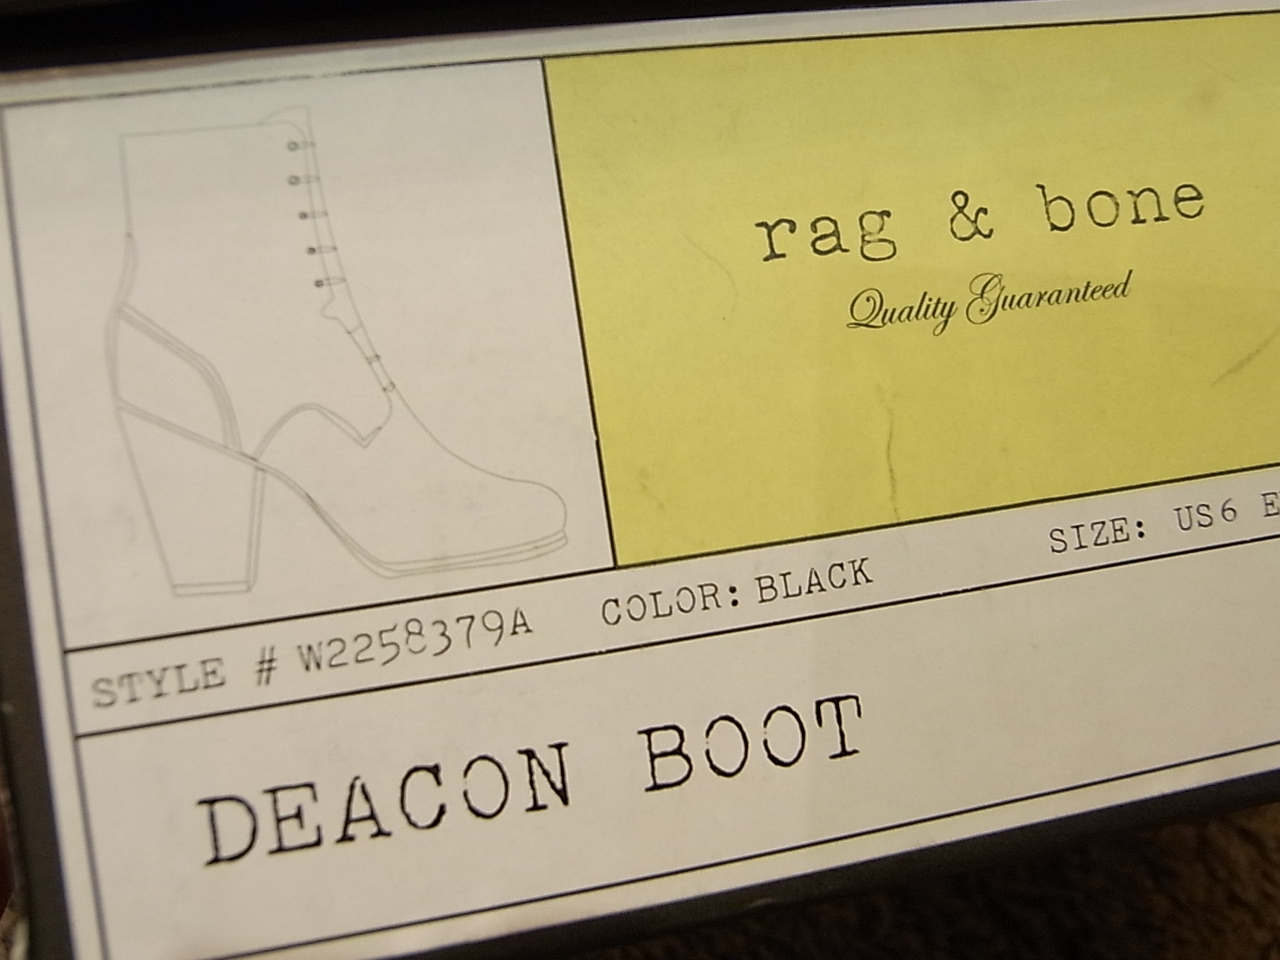 rag & bone
Quality Guaranteed
STYLE # W2258379A COLOR: BLACK SIZE: US6
DEACON BOOT